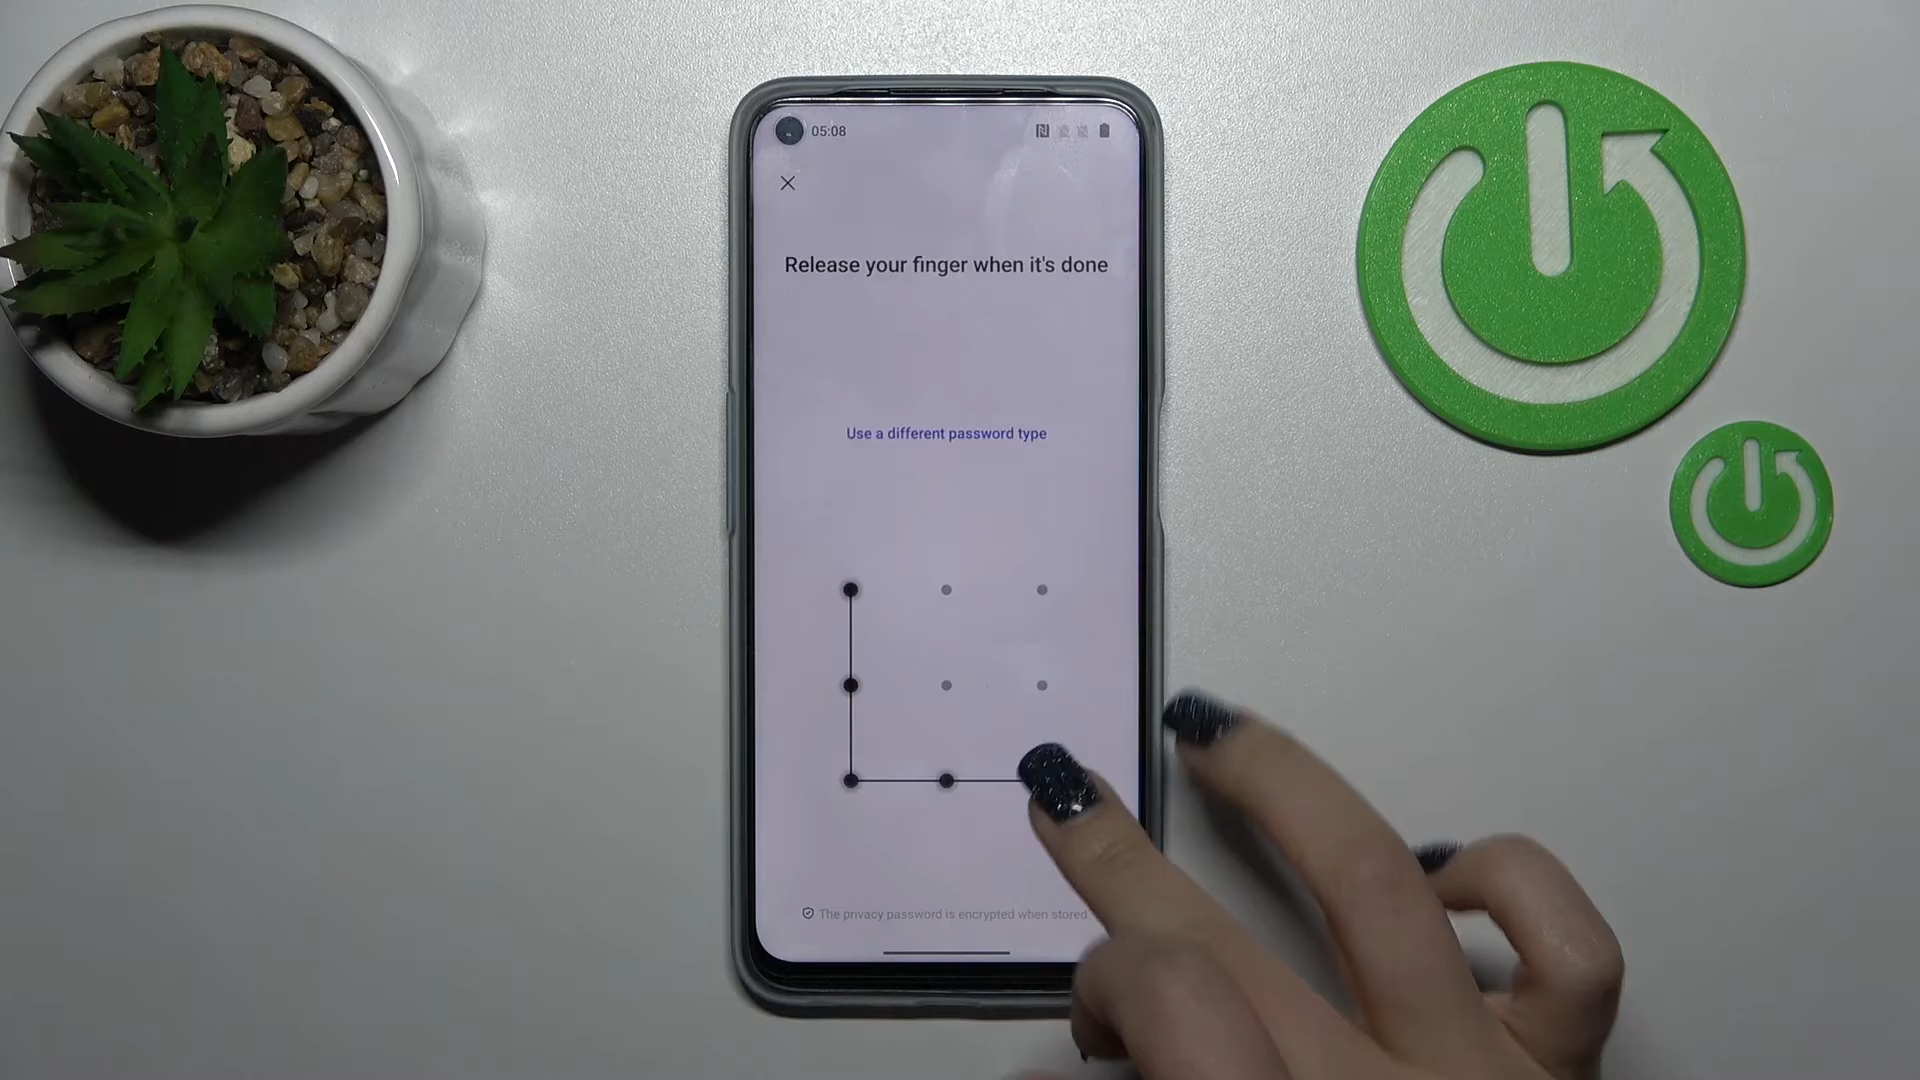 05:08
Release your finger when it's done
Use a different password type
The privacy password is encrypted when stored